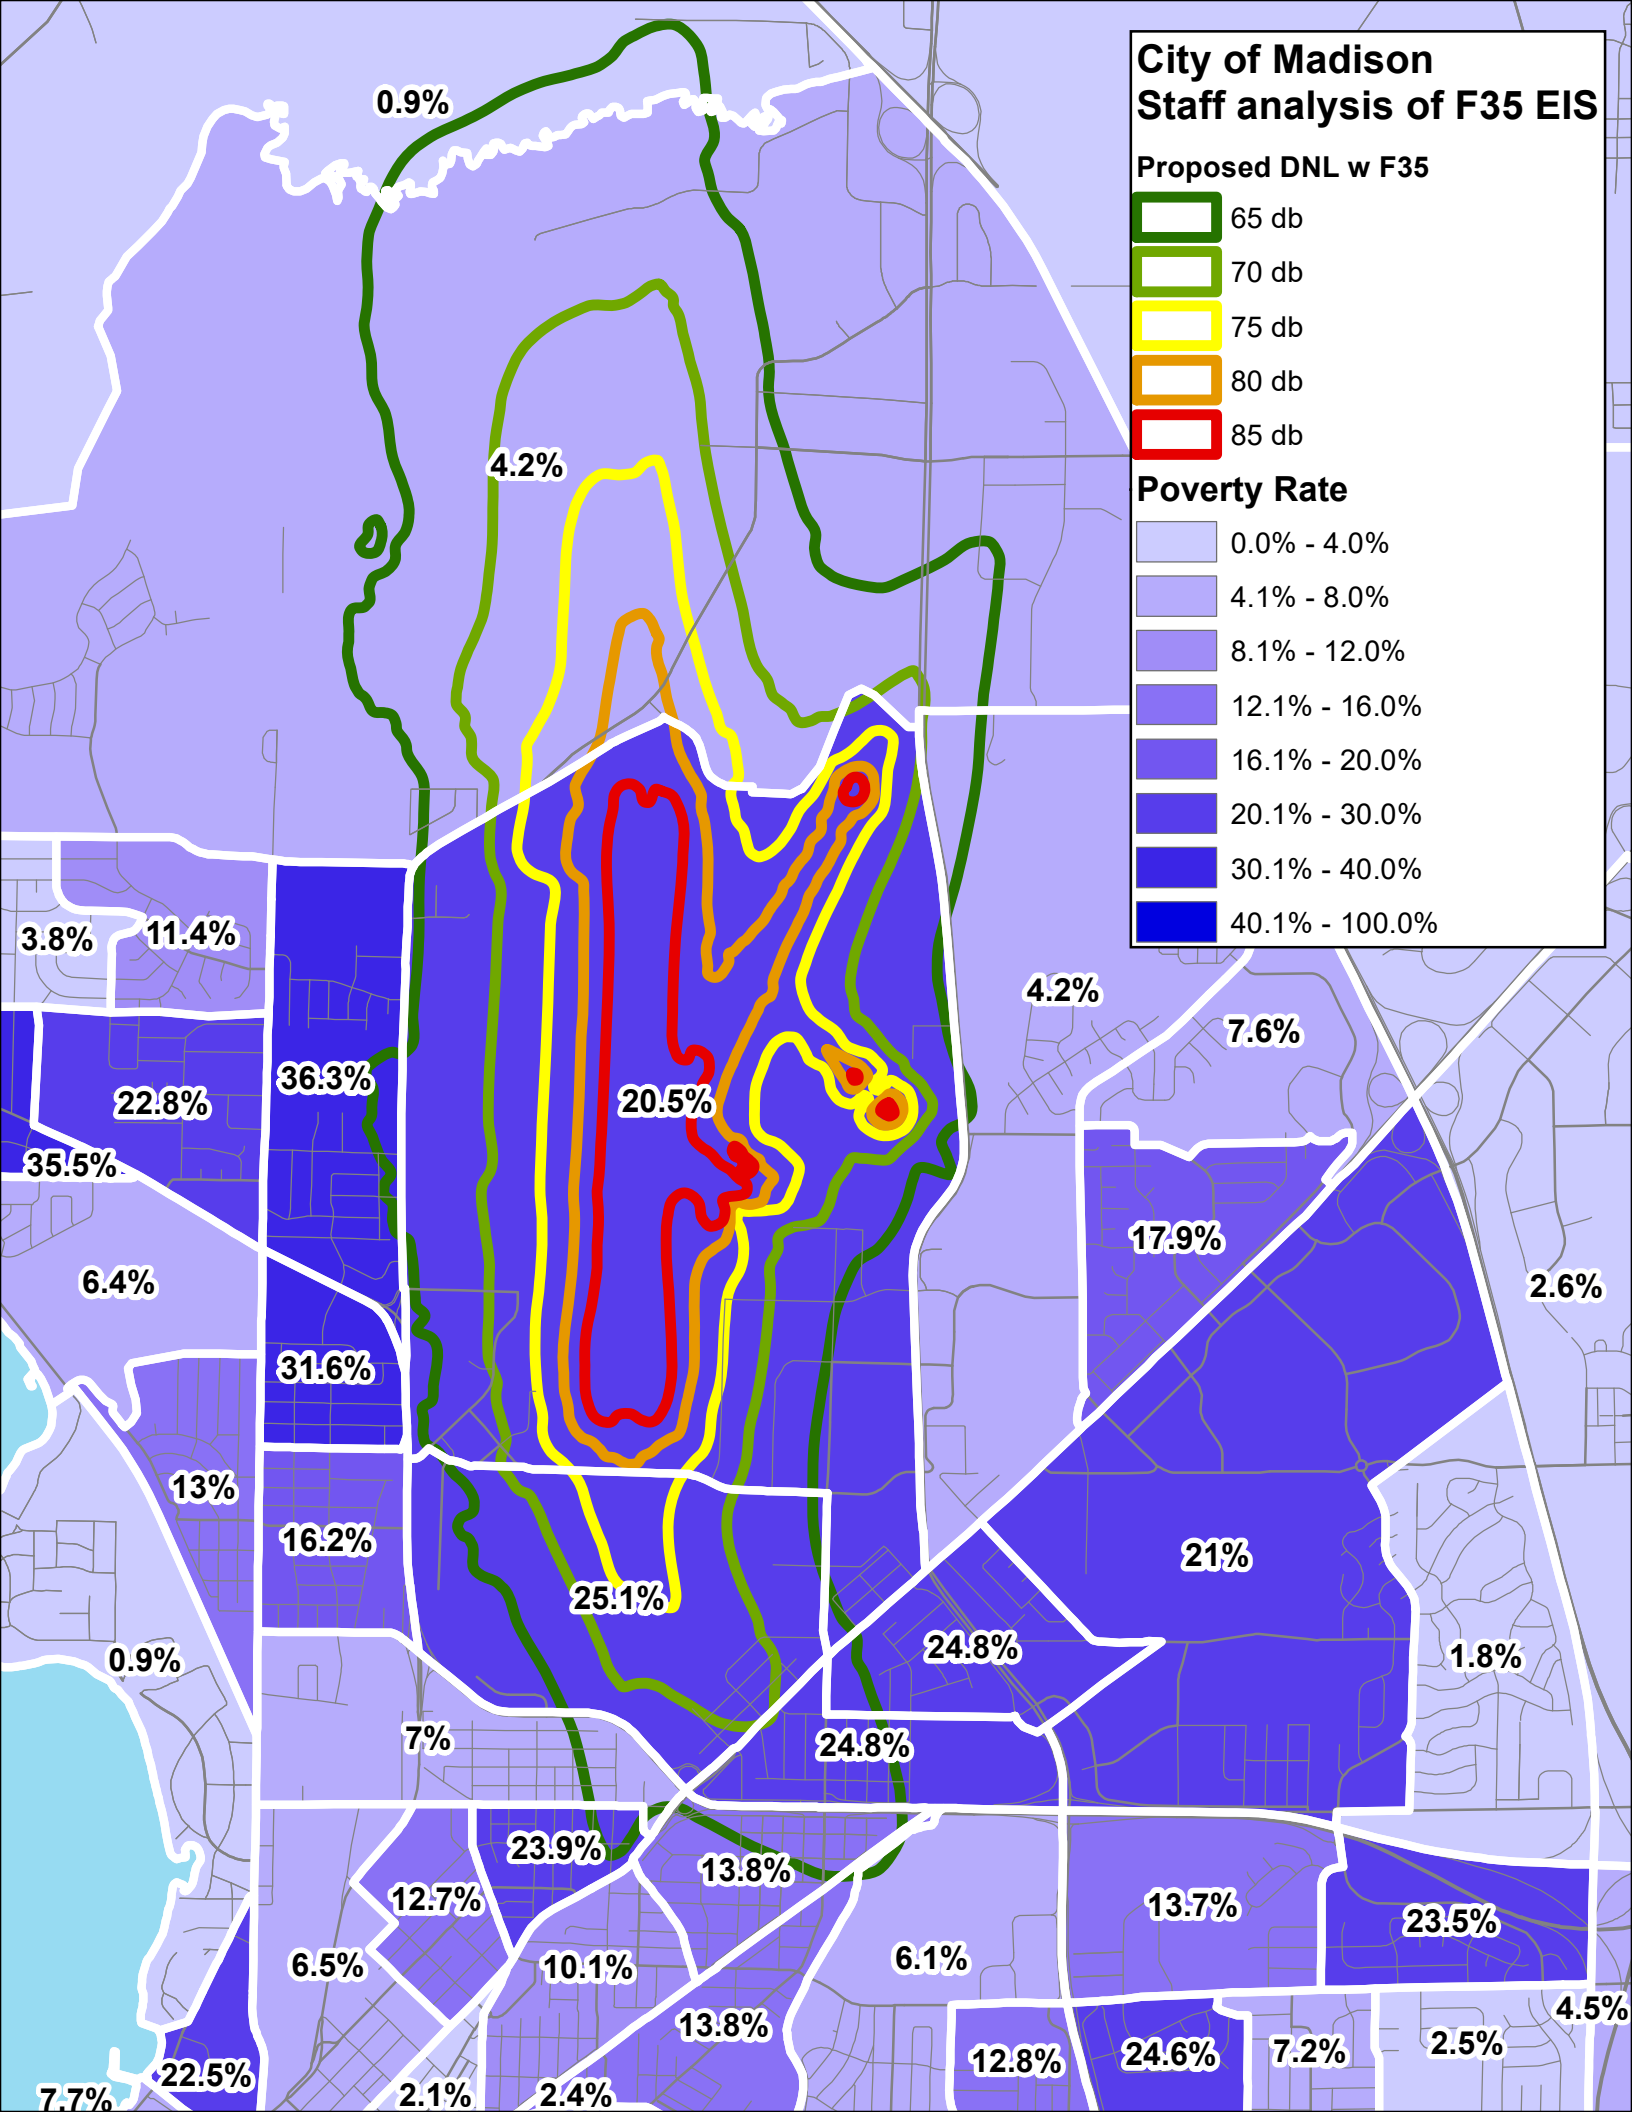 City of Madison
Staff analysis of F35 EIS
Proposed DNL w F35
65 db
70 db
75 db
80 db
85 db
Poverty Rate
0.0% - 4.0%
4.1% - 8.0%
8.1% - 12.0%
12.1% - 16.0%
16.1% - 20.0%
20.1% - 30.0%
30.1% - 40.0%
40.1% - 100.0%
0.9%
4.2%
3.8%
11.4%
4.2%
7.6%
22.8%
36.3%
20.5%
35.5%
17.9%
6.4%
2.6%
31.6%
13%
16.2%
21%
25.1%
0.9%
24.8%
1.8%
7%
24.8%
23.9%
13.8%
12.7%
13.7%
23.5%
6.5%
10.1%
6.1%
4.5%
13.8%
12.8%
24.6%
7.2%
2.5%
22.5%
7.7%
2.1%
2.4%